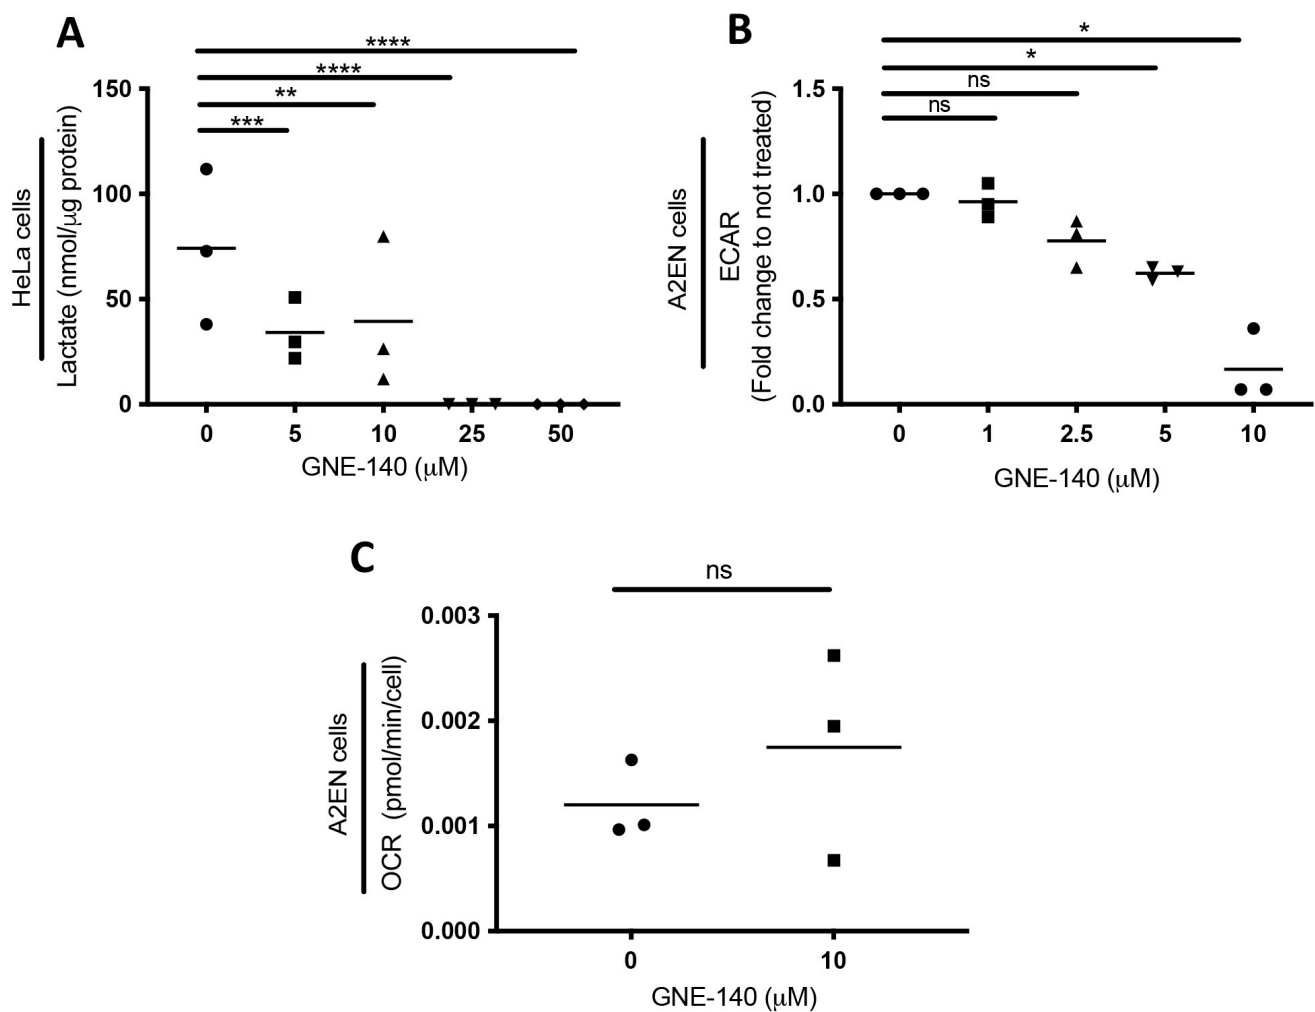 A
****
****
**
***
HeLa cells
Lactate (nmol/μg protein)
150
100
50
0
0 5 10 25 50
GNE-140 (μM)
B
*
*
ns
ns
A2EN cells
ECAR
(Fold change to not treated)
1.5
1.0
0.5
0.0
0 1 2.5 5 10
GNE-140 (μM)
C
ns
A2EN cells
OCR (pmol/min/cell)
0.003
0.002
0.001
0.000
0 10
GNE-140 (μM)